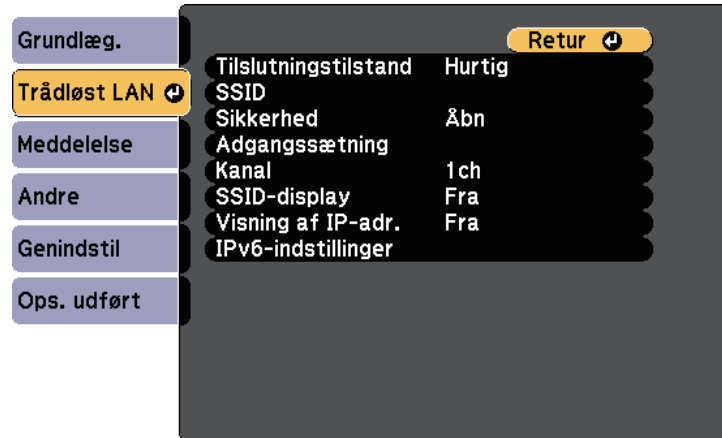 Grundlæg.
Trådløst LAN
Meddelelse
Andre
Genindstil
Ops. udført
Retur
Tilslutningstilstand Hurtig
SSID
Sikkerhed Åbn
Adgangssætning
Kanal 1ch
SSID-display Fra
Visning af IP-adr. Fra
IPv6-indstillinger